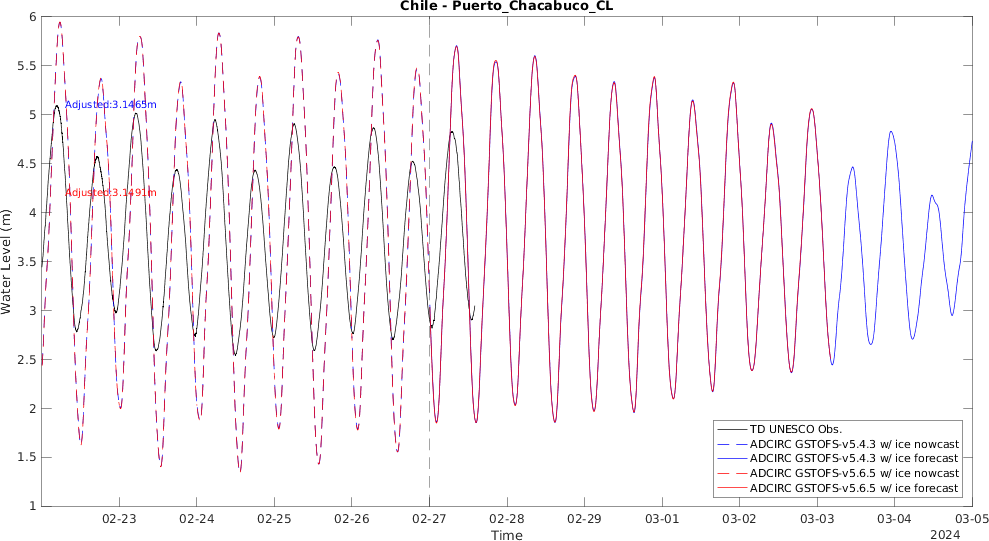 Chile - Puerto_Chacabuco_CL
6
5.5
5
4.5
4
3.5
3
2.5
2
1.5
1
Water Level (m)
Adjusted:3.1465m
Adjusted:3.1491m
TD UNESCO Obs.
ADCIRC GSTOFS-v5.4.3 w/ ice nowcast
ADCIRC GSTOFS-v5.4.3 w/ ice forecast
ADCIRC GSTOFS-v5.6.5 w/ ice nowcast
ADCIRC GSTOFS-v5.6.5 w/ ice forecast
02-23 02-24 02-25 02-26 02-27 02-28 02-29 03-01 03-02 03-03 03-04 03-05
Time
2024